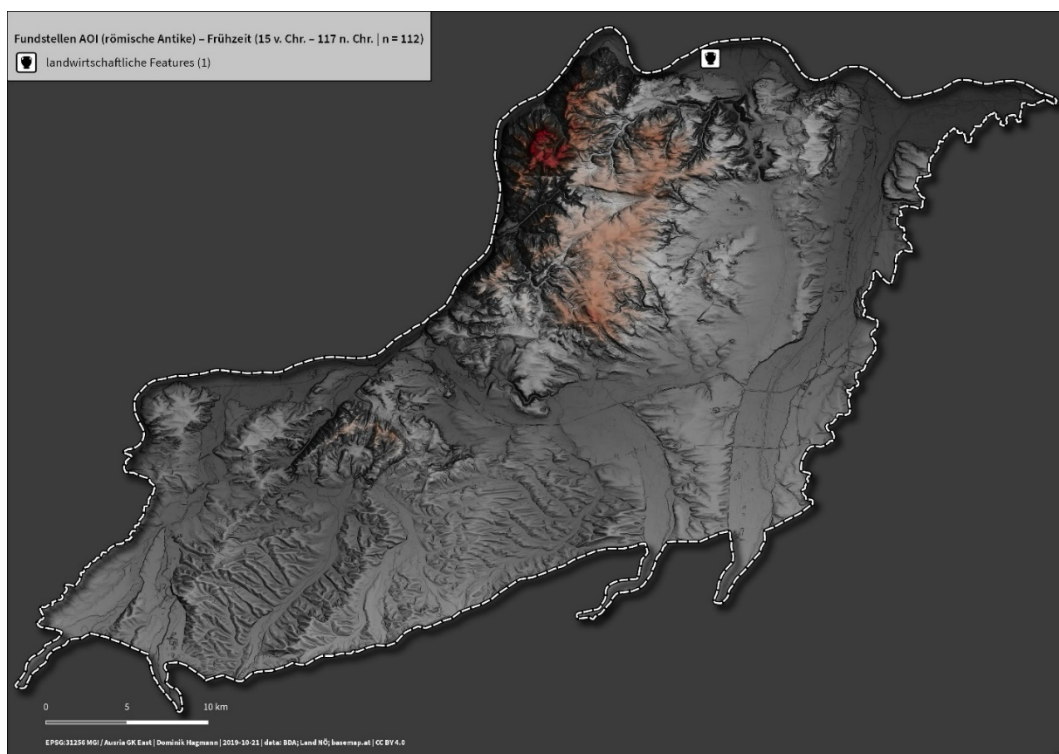 Fundstellen AOI (römische Antike) – Frühzeit (15 v. Chr. – 117 n. Chr. | n = 112)
landwirtschaftliche Features (1)
0 5 10 km
EPSG:31256 MGI / Ausria GK East | Dominik Hagmann | 2019-10-21 | data: BDA; Land NÖ; basemap.at | CC BY 4.0